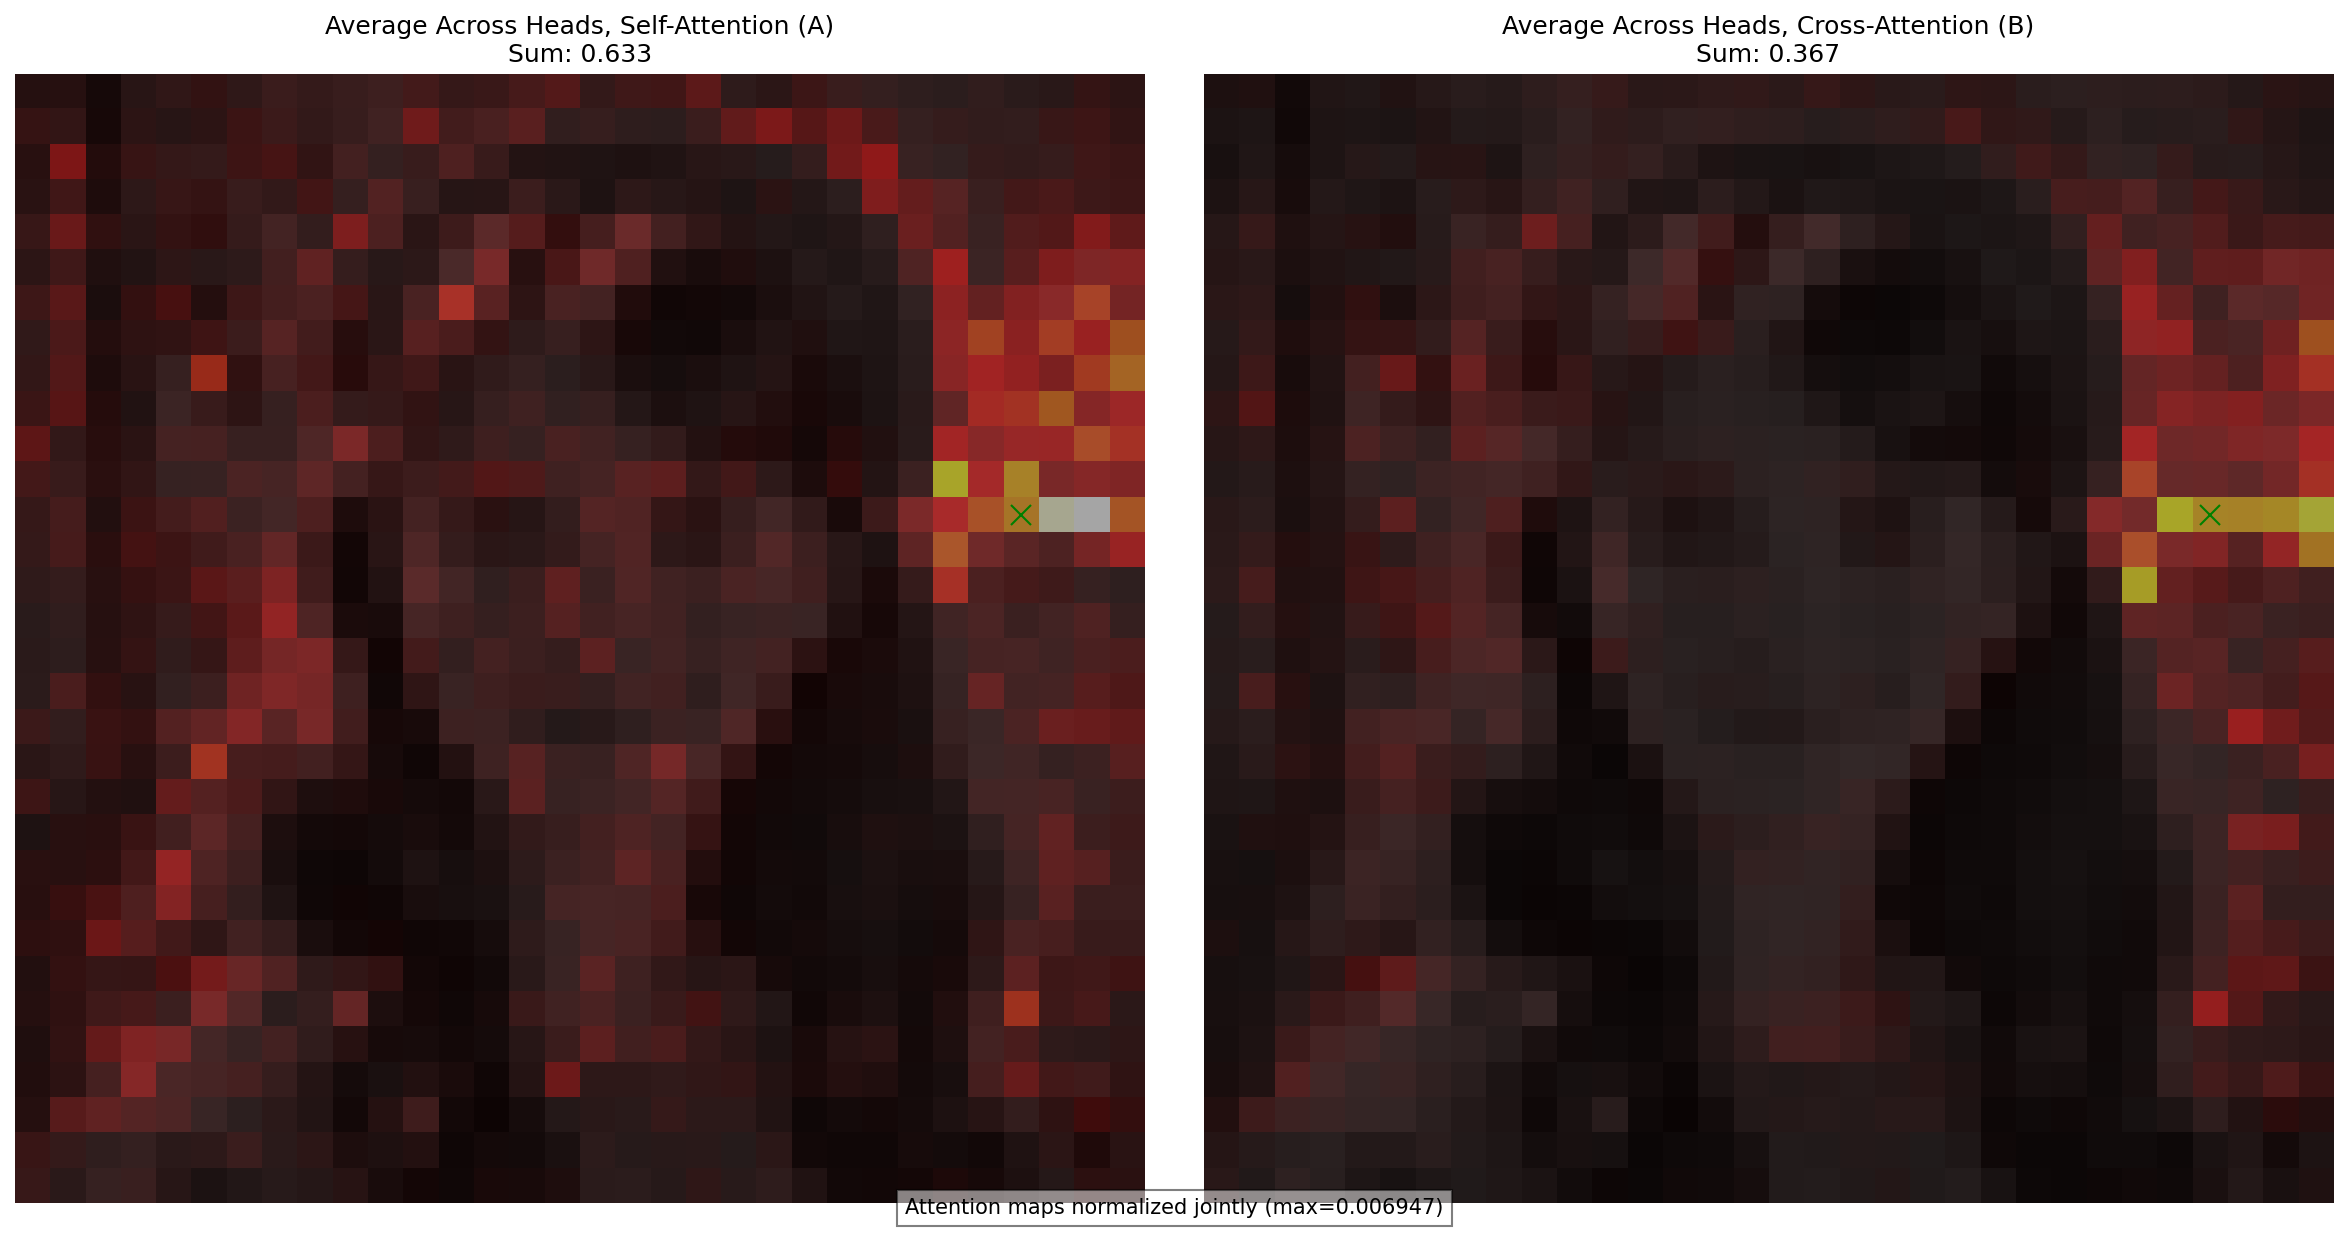 Average Across Heads, Self-Attention (A)
Sum: 0.633
Average Across Heads, Cross-Attention (B)
Sum: 0.367
Attention maps normalized jointly (max=0.006947)